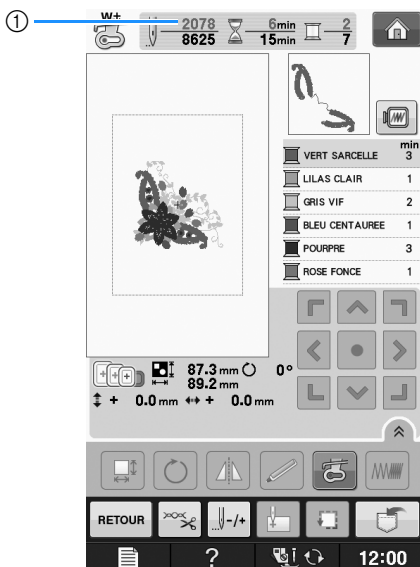 ①
W+
2078 6min 2
8625 15min 7
min
VERT SARCELLE 3
LILAS CLAIR 1
GRIS VIF 2
BLEU CENTAUREE 1
POURPRE 3
ROSE FONCE 1
87.3 mm 0°
89.2 mm
+ 0.0 mm + 0.0 mm
RETOUR -/+
? 12:00